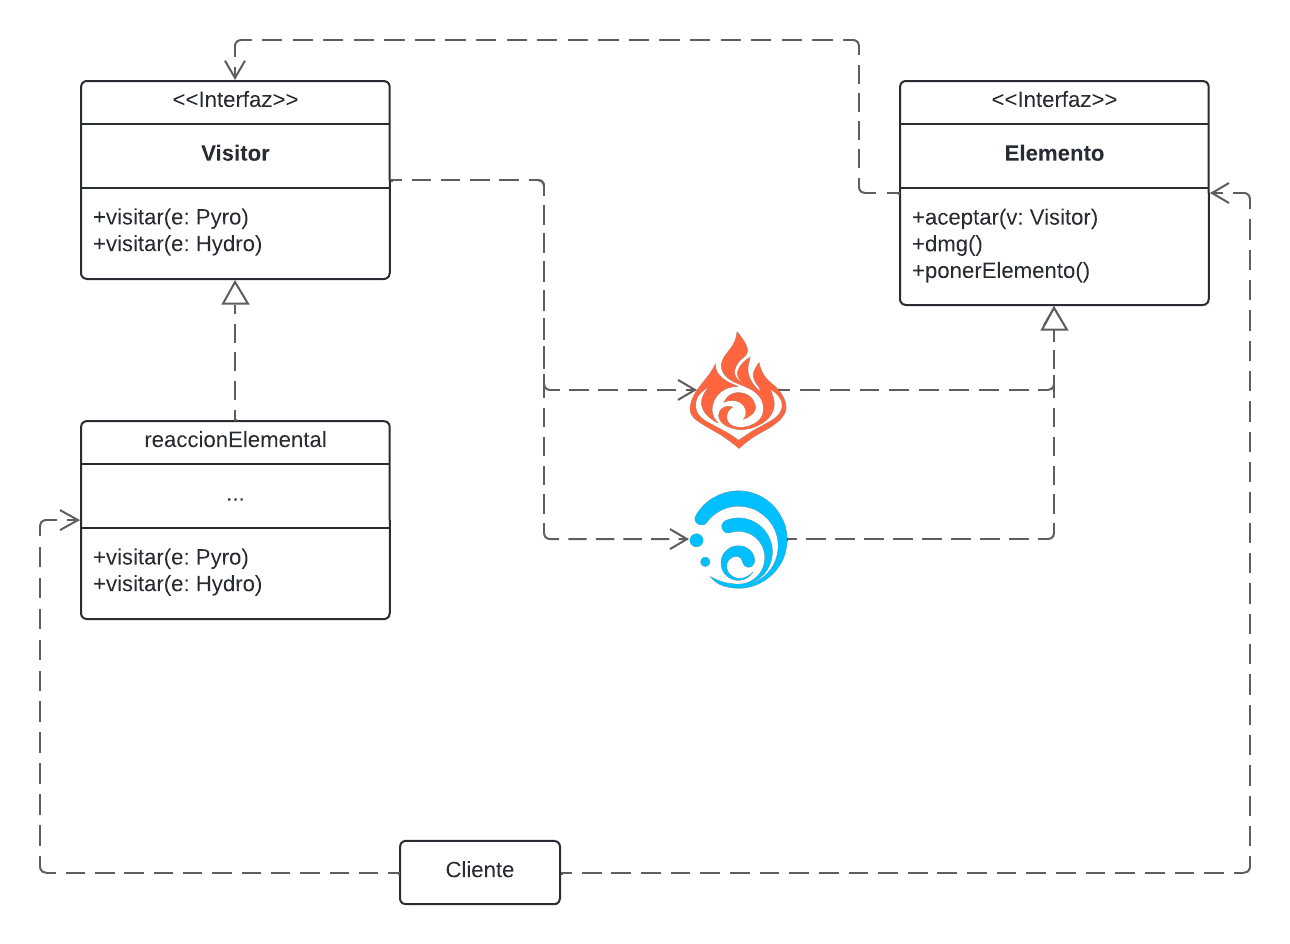 <<Interfaz>>
Visitor
+visitar(e: Pyro)
+visitar(e: Hydro)
<<Interfaz>>
Elemento
+aceptar(v: Visitor)
+dmg()
+ponerElemento()
reaccionElemental
...
+visitar(e: Pyro)
+visitar(e: Hydro)
Cliente